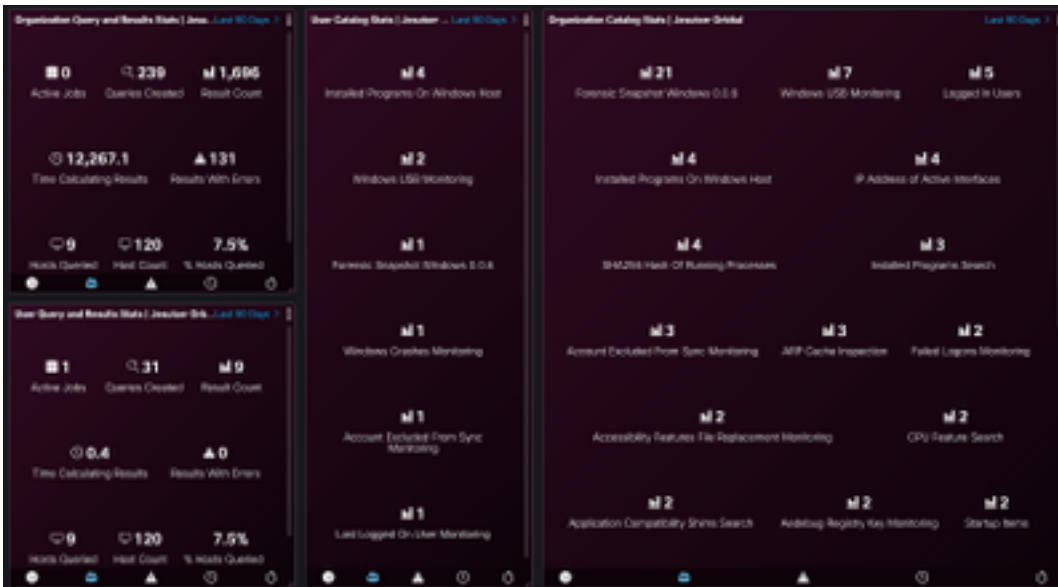 Organization Query and Results Stats | Jesu... Last 90 Days >
0 239 1,696
Active Jobs Queries Created Result Count
12,267.1 131
Time Calculating Results Results With Errors
9 120 7.5%
Hosts Queried Host Count % Hosts Queried
User Query and Results Stats | Jesutoer Orb... Last 90 Days >
1 31 9
Active Jobs Queries Created Result Count
0.4 0
Time Calculating Results Results With Errors
9 120 7.5%
Hosts Queried Host Count % Hosts Queried
User Catalog Stats | Jesutoer ... Last 90 Days >
4
Installed Programs On Windows Host
2
Windows USB Monitoring
1
Forensic Snapshot Windows 0.0.6
1
Windows Crashes Monitoring
1
Account Excluded From Sync
Monitoring
1
Last Logged On User Monitoring
Organization Catalog Stats | Jesutoer Orbital Last 90 Days >
21 7 5
Forensic Snapshot Windows 0.0.6 Windows USB Monitoring Logged In Users
4 4
Installed Programs On Windows Host IP Address of Active Interfaces
4 3
SHA256 Hash Of Running Processes Installed Programs Search
3 3 2
Account Excluded From Sync Monitoring ARP Cache Inspection Failed Logons Monitoring
2 2
Accessibility Features File Replacement Monitoring CPU Feature Search
2 2 2
Application Compatibility Shims Search Aedebug Registry Key Monitoring Startup Items